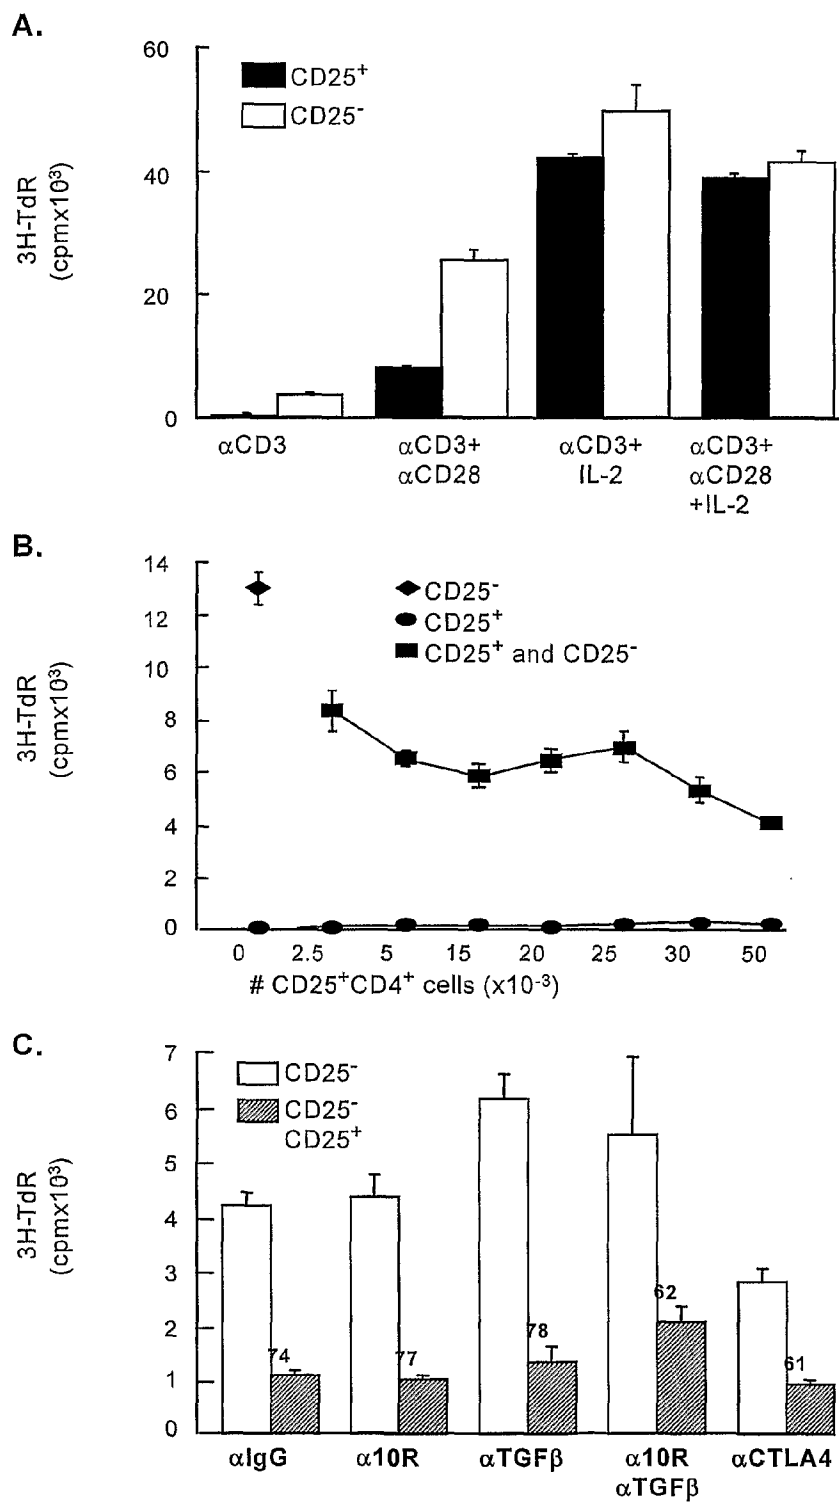 A.
60
40
20
0
3H-TdR
(cpmx10³)
CD25⁺
CD25⁻
αCD3
αCD3+
αCD28
αCD3+
IL-2
αCD3+
αCD28
+IL-2
B.
14
12
10
8
6
4
2
0
3H-TdR
(cpmx10³)
CD25⁻
CD25⁺
CD25⁺ and CD25⁻
0 2.5 5 15 20 25 30 50
# CD25⁺CD4⁺ cells (x10⁻³)
C.
7
6
5
4
3
2
1
0
3H-TdR
(cpmx10³)
CD25⁻
CD25⁻
CD25⁺
74
77
78
62
61
αIgG
α10R
αTGFβ
α10R
αTGFβ
αCTLA4